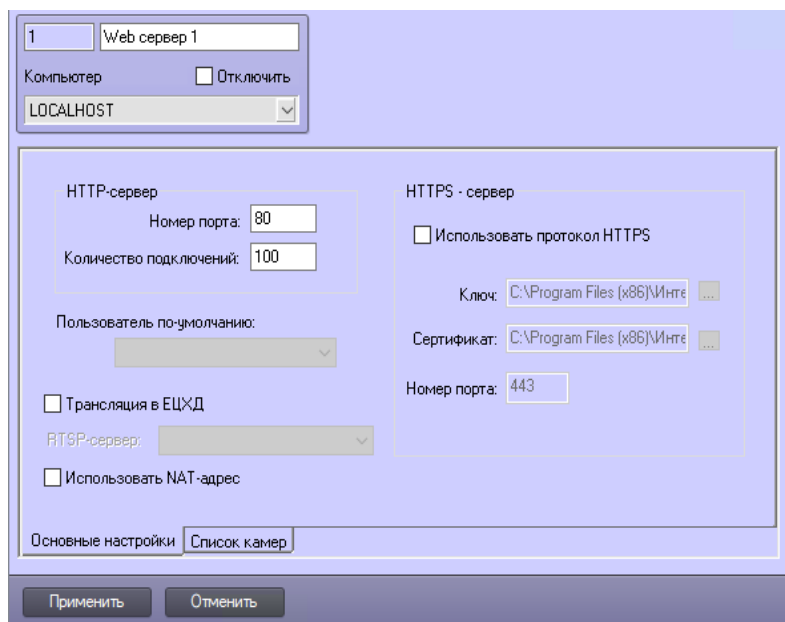 1 Web сервер 1
Компьютер Отключить
LOCALHOST
HTTP-сервер
Номер порта: 80
Количество подключений: 100
Пользователь по-умолчанию:
Трансляция в ЕЦХД
RTSP-сервер:
Использовать NAT-адрес
HTTPS - сервер
Использовать протокол HTTPS
Ключ: C:\Program Files (x86)\Инте ...
Сертификат: C:\Program Files (x86)\Инте ...
Номер порта: 443
Основные настройки Список камер
Применить Отменить